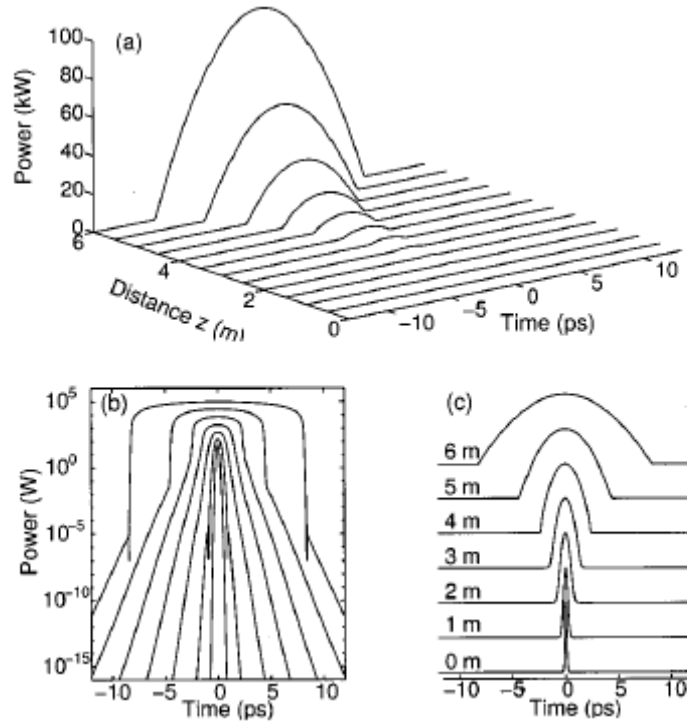 (a)
Power (kW)
100
80
60
40
20
0
6
4
2
0
Distance z (m)
−10
−5
0
5
10
Time (ps)
(b)
Power (W)
10^5
10^0
10^−5
10^−10
10^−15
−10 −5 0 5 10
Time (ps)
(c)
6 m
5 m
4 m
3 m
2 m
1 m
0 m
−10 −5 0 5 10
Time (ps)